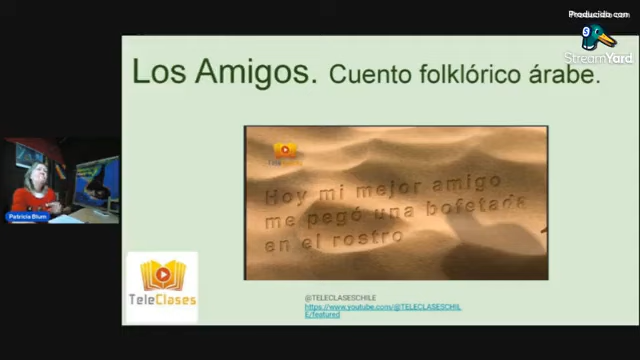 Producido con
StreamYard
Los Amigos. Cuento folklórico árabe.
Hoy mi mejor amigo
me pegó una bofetada
en el rostro
Patricia Blum
TeleClases
@TELECLASESCHILE
https://www.youtube.com/@TELECLASESCHIL
E/featured